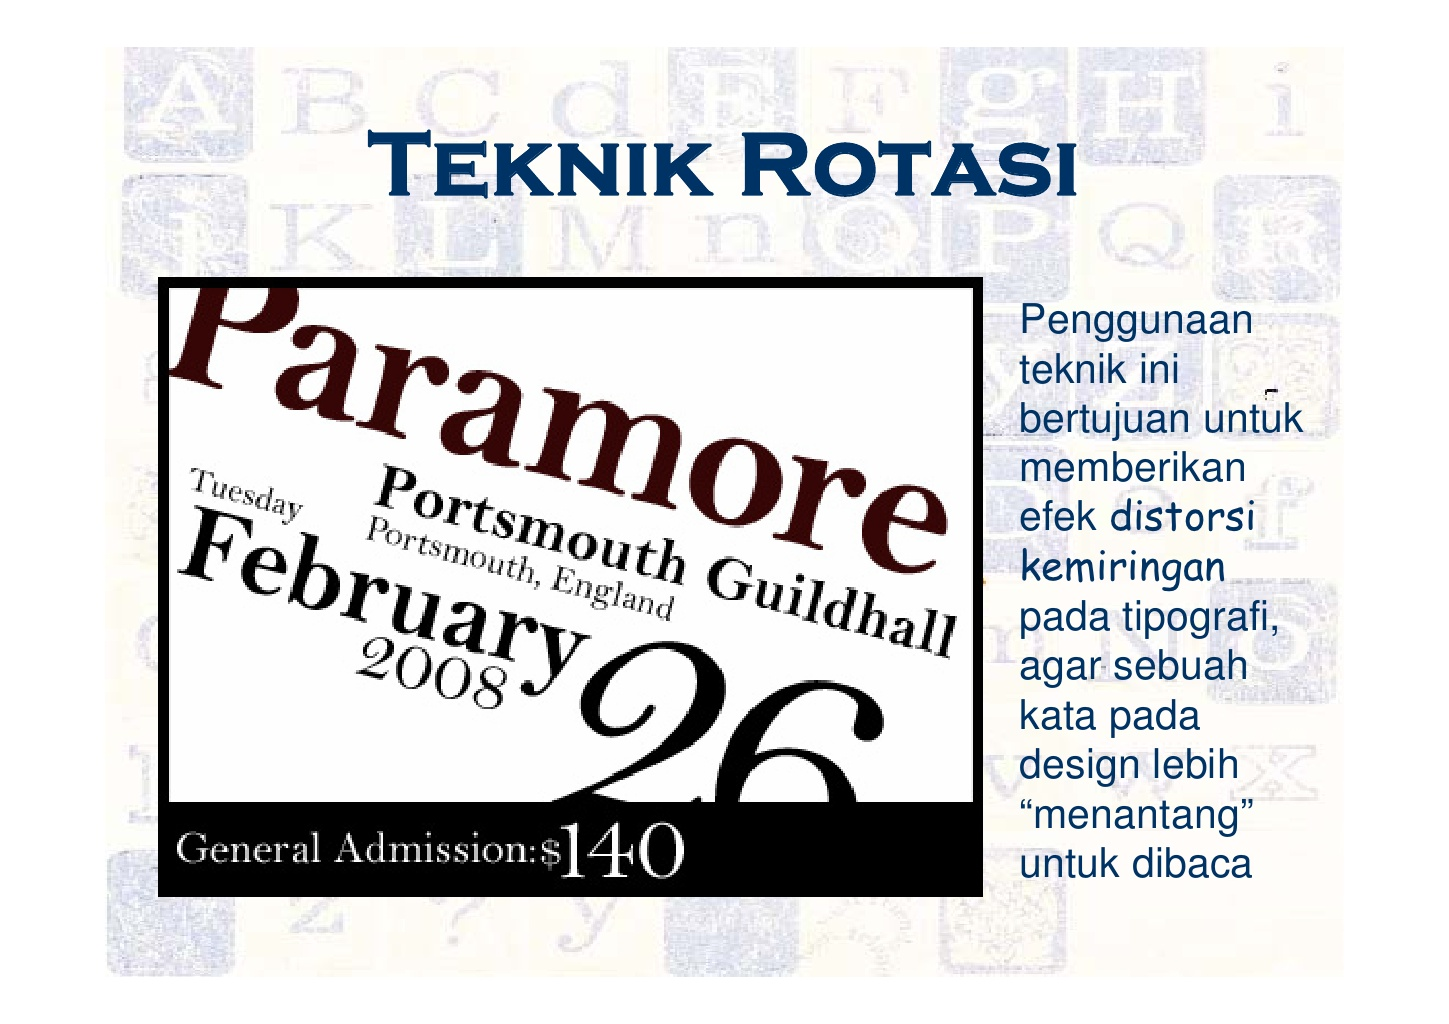 A B C d E F g H i
TEKNIK ROTASI
j K L M n O P Q R
Paramore
Tuesday
February
2008
26
Portsmouth Guildhall
Portsmouth, England
General Admission:$140
Penggunaan
teknik ini
bertujuan untuk
memberikan
efek distorsi
kemiringan
pada tipografi,
agar sebuah
kata pada
design lebih
“menantang”
untuk dibaca